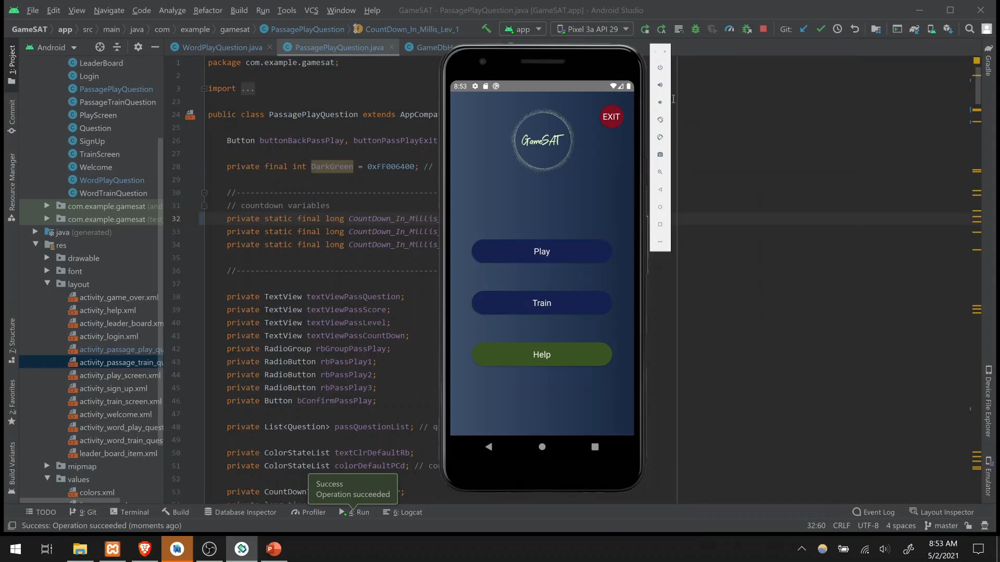 File Edit View Navigate Code Analyze Refactor Build Run Tools VCS Window Help GameSAT - PassagePlayQuestion.java [GameSAT.app] - Android Studio
GameSAT app src main java com example gamesat PassagePlayQuestion CountDown_In_Millis_Lev_1 app Pixel 3a API 29 Git:
Android
WordPlayQuestion.java PassagePlayQuestion.java GameDbH
1: Project
Commit
Resource Manager
7: Structure
2: Favorites
Build Variants
LeaderBoard
Login
PassagePlayQuestion
PassageTrainQuestion
PlayScreen
Question
SignUp
TrainScreen
Welcome
WordPlayQuestion
WordTrainQuestion
com.example.gamesat (and
com.example.gamesat (test
java (generated)
res
drawable
font
layout
activity_game_over.xml
activity_help.xml
activity_leader_board.xm
activity_login.xml
activity_passage_play_qu
activity_passage_train_qu
activity_play_screen.xml
activity_sign_up.xml
activity_train_screen.xml
activity_welcome.xml
activity_word_play_quest
activity_word_train_ques
leader_board_item.xml
mipmap
values
colors.xml
1 package com.example.gamesat;
2
3 import ...
23
24 public class PassagePlayQuestion extends AppCompa
25
26 Button buttonBackPassPlay, buttonPassPlayExit
27
28 private final int DarkGreen = 0xFF006400; //
29
30 //-------------------------------------------
31 // countdown variables
32 private static final long CountDown_In_Millis_
33 private static final long CountDown_In_Millis_
34 private static final long CountDown_In_Millis_
35
36 //-------------------------------------------
37
38 private TextView textViewPassQuestion;
39 private TextView textViewPassScore;
40 private TextView textViewPassLevel;
41 private TextView textViewPassCountDown;
42 private RadioGroup rbGroupPassPlay;
43 private RadioButton rbPassPlay1;
44 private RadioButton rbPassPlay2;
45 private RadioButton rbPassPlay3;
46 private Button bConfirmPassPlay;
47
48 private List<Question> passQuestionList; // q
49
50 private ColorStateList textClrDefaultRb;
51 private ColorStateList colorDefaultPCd; // co
52
53 private CountDown
Success
Operation succeeded
8:53
EXIT
GameSAT
Play
Train
Help
Gradle
Device File Explorer
Emulator
TODO 9: Git Terminal Build Database Inspector Profiler 4: Run 6: Logcat Event Log Layout Inspector
Success: Operation succeeded (moments ago) 32:60 CRLF UTF-8 4 spaces master
8:53 AM
5/2/2021